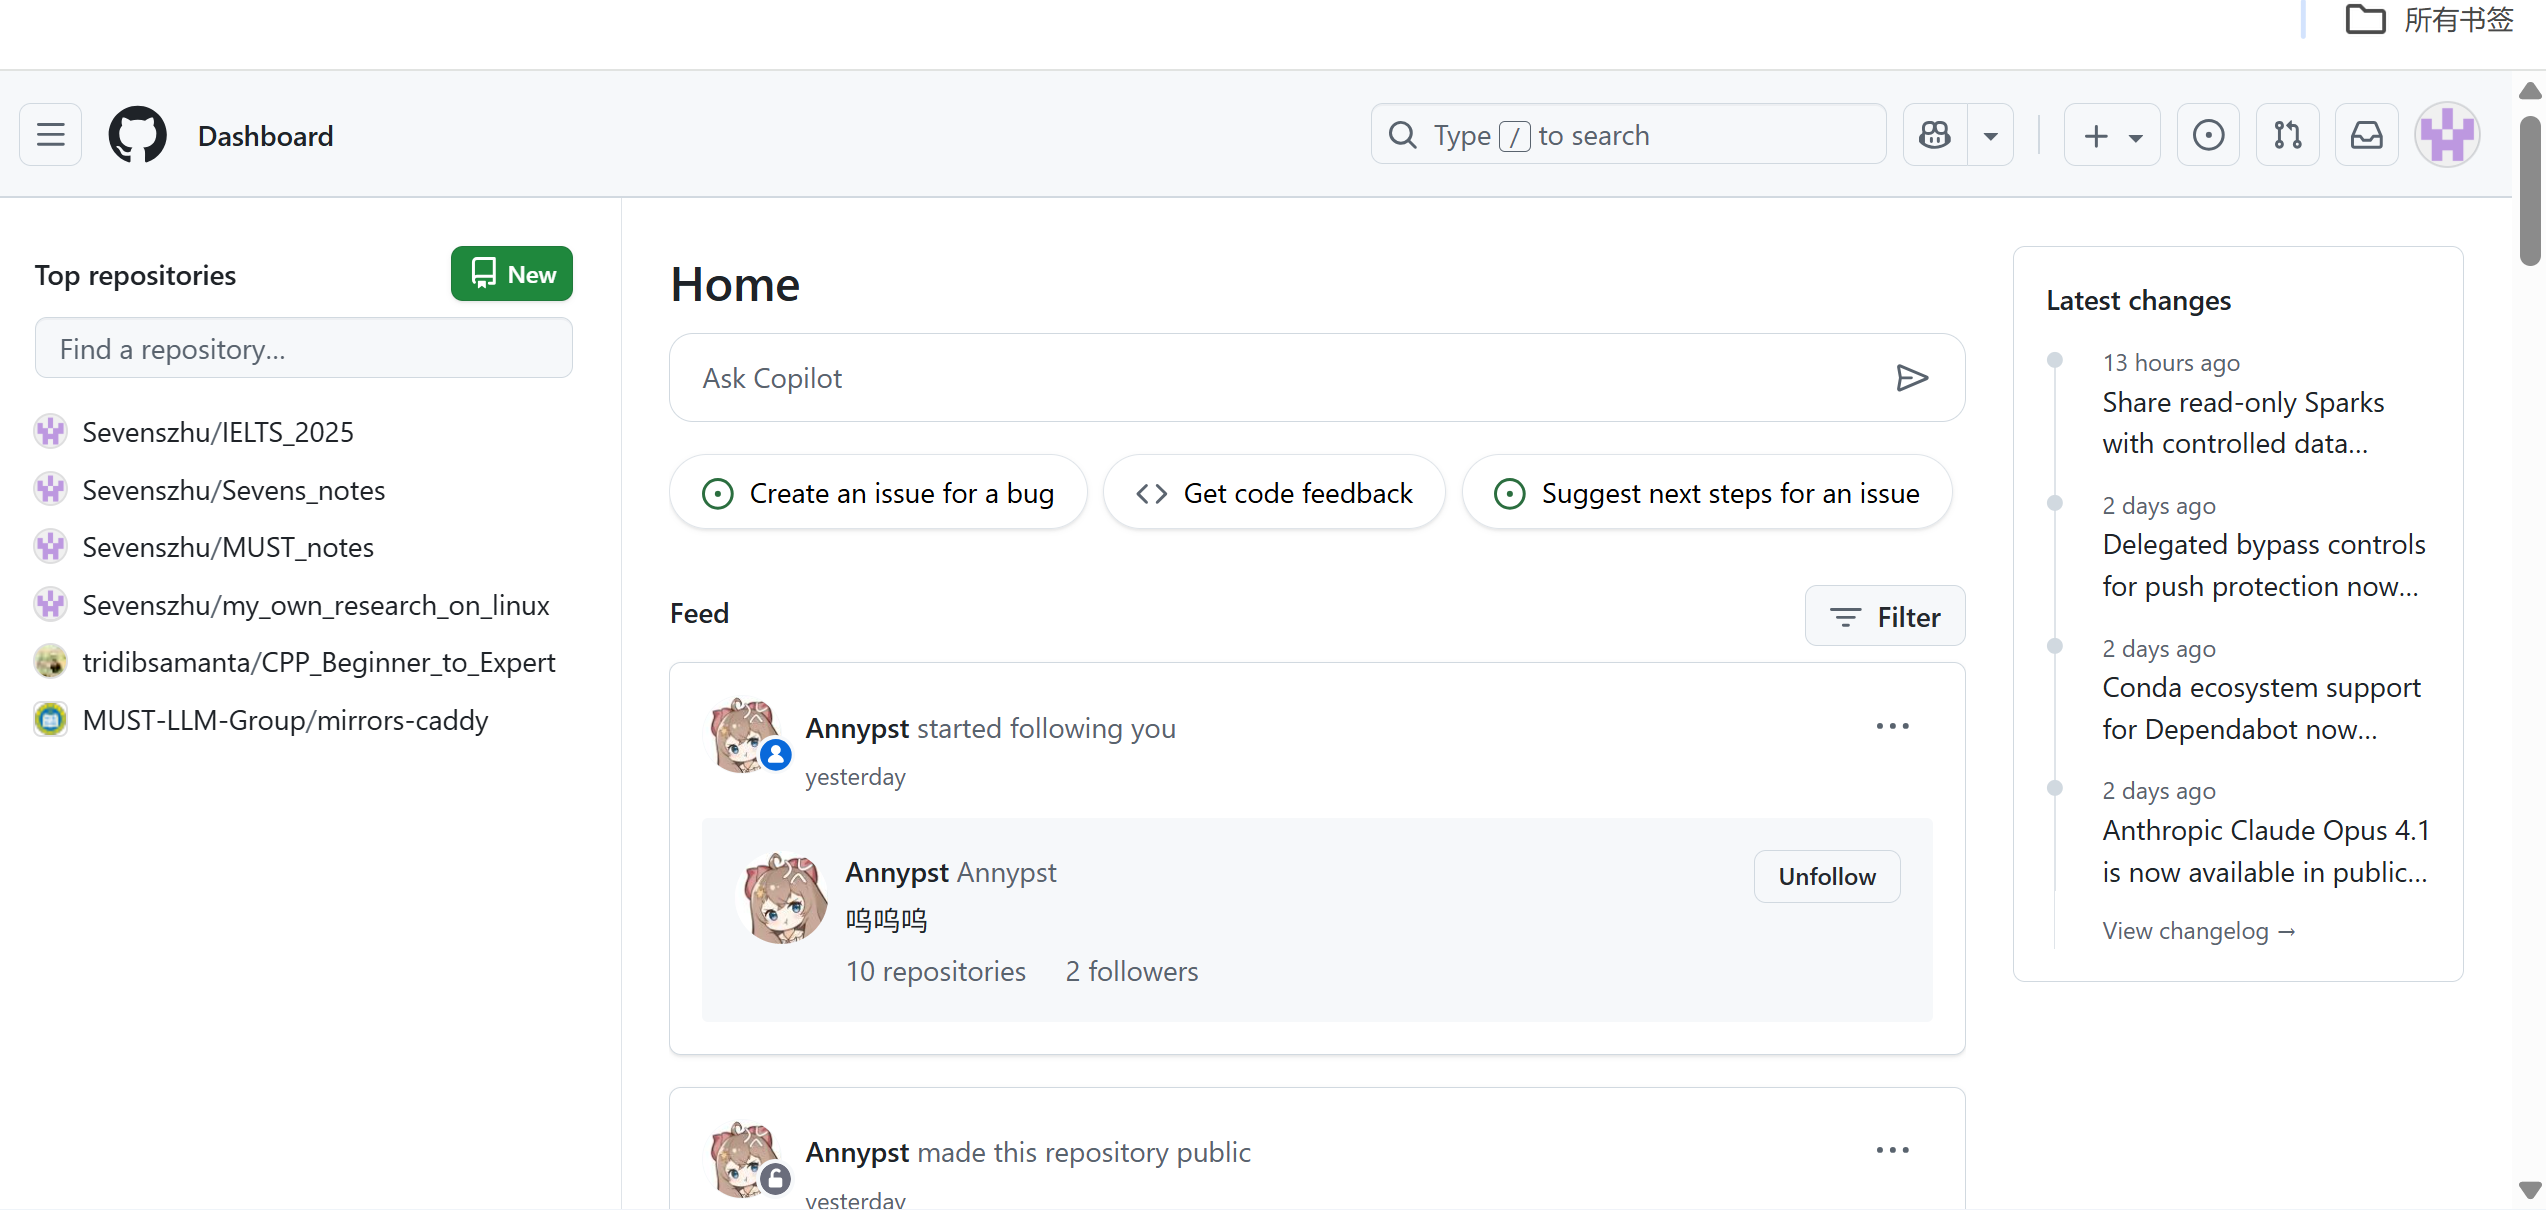 所有书签
Dashboard
Type / to search
Top repositories
New
Find a repository...
Sevenszhu/IELTS_2025
Sevenszhu/Sevens_notes
Sevenszhu/MUST_notes
Sevenszhu/my_own_research_on_linux
tridibsamanta/CPP_Beginner_to_Expert
MUST-LLM-Group/mirrors-caddy
Home
Ask Copilot
Create an issue for a bug
Get code feedback
Suggest next steps for an issue
Feed
Filter
Annypst started following you
yesterday
Annypst Annypst
Unfollow
呜呜呜
10 repositories 2 followers
Annypst made this repository public
yesterday
Latest changes
13 hours ago
Share read-only Sparks
with controlled data...
2 days ago
Delegated bypass controls
for push protection now...
2 days ago
Conda ecosystem support
for Dependabot now...
2 days ago
Anthropic Claude Opus 4.1
is now available in public...
View changelog →